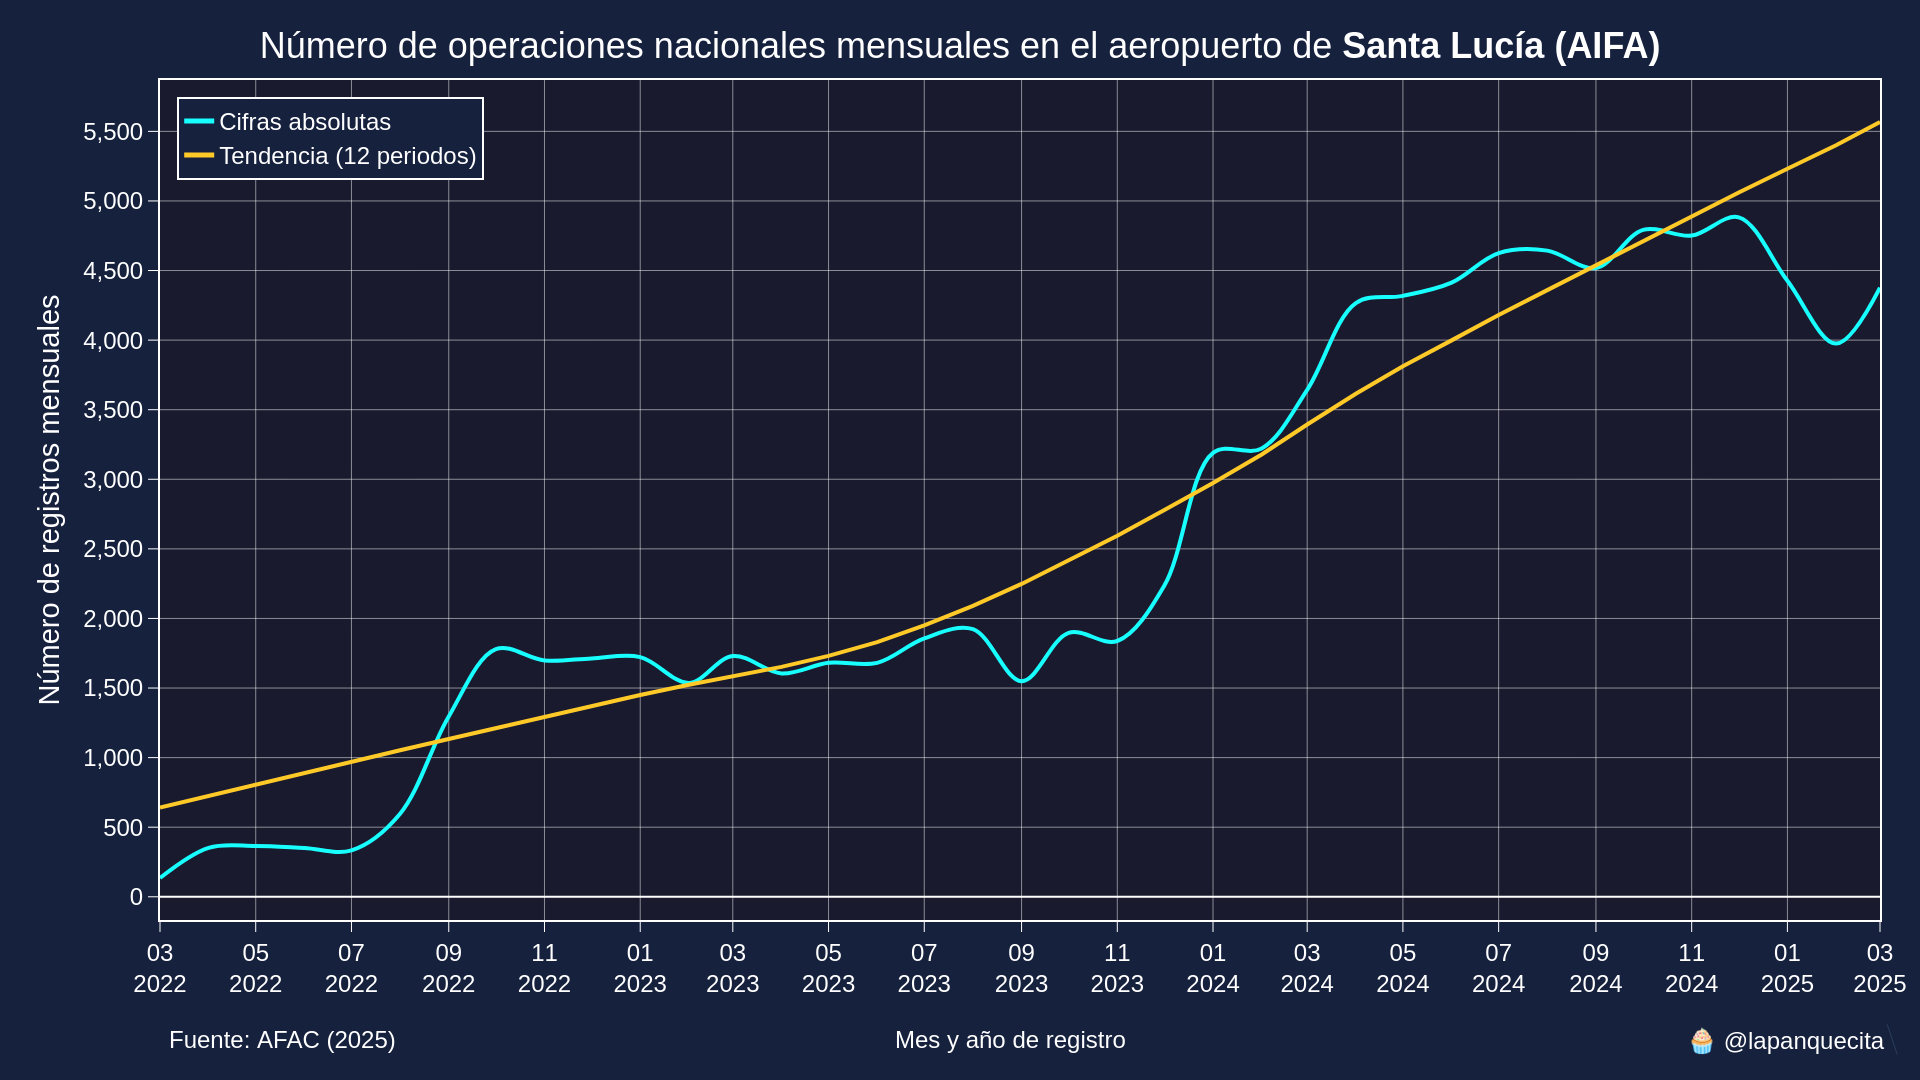 Número de operaciones nacionales mensuales en el aeropuerto de Santa Lucía (AIFA)
Cifras absolutas
Tendencia (12 periodos)
Número de registros mensuales
5,500
5,000
4,500
4,000
3,500
3,000
2,500
2,000
1,500
1,000
500
0
03 05 07 09 11 01 03 05 07 09 11 01 03 05 07 09 11 01 03
2022 2022 2022 2022 2022 2023 2023 2023 2023 2023 2023 2024 2024 2024 2024 2024 2024 2025 2025
Fuente: AFAC (2025)
Mes y año de registro
🧁 @lapanquecita